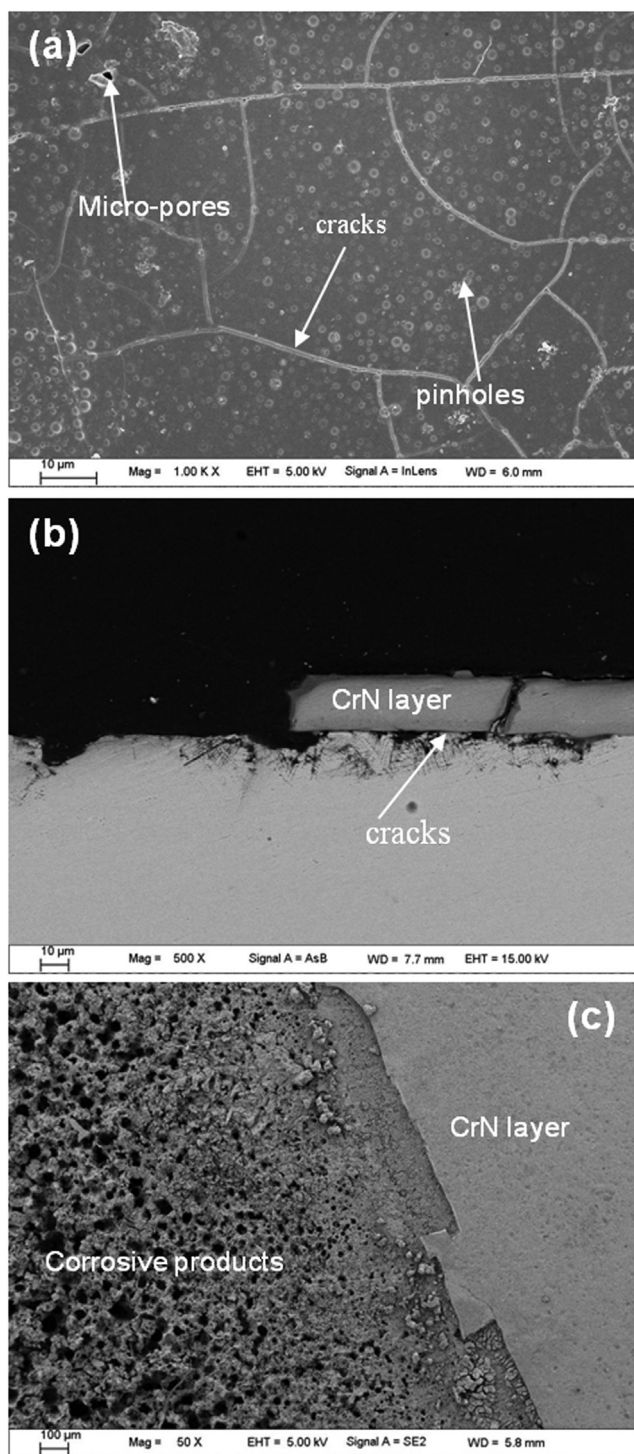 (a)
Micro-pores
cracks
pinholes
10 µm
Mag = 1.00 K X EHT = 5.00 kV Signal A = InLens WD = 6.0 mm
(b)
CrN layer
cracks
10 µm
Mag = 500 X Signal A = AsB WD = 7.7 mm EHT = 15.00 kV
(c)
CrN layer
Corrosive products
100 µm
Mag = 50 X EHT = 5.00 kV Signal A = SE2 WD = 5.8 mm